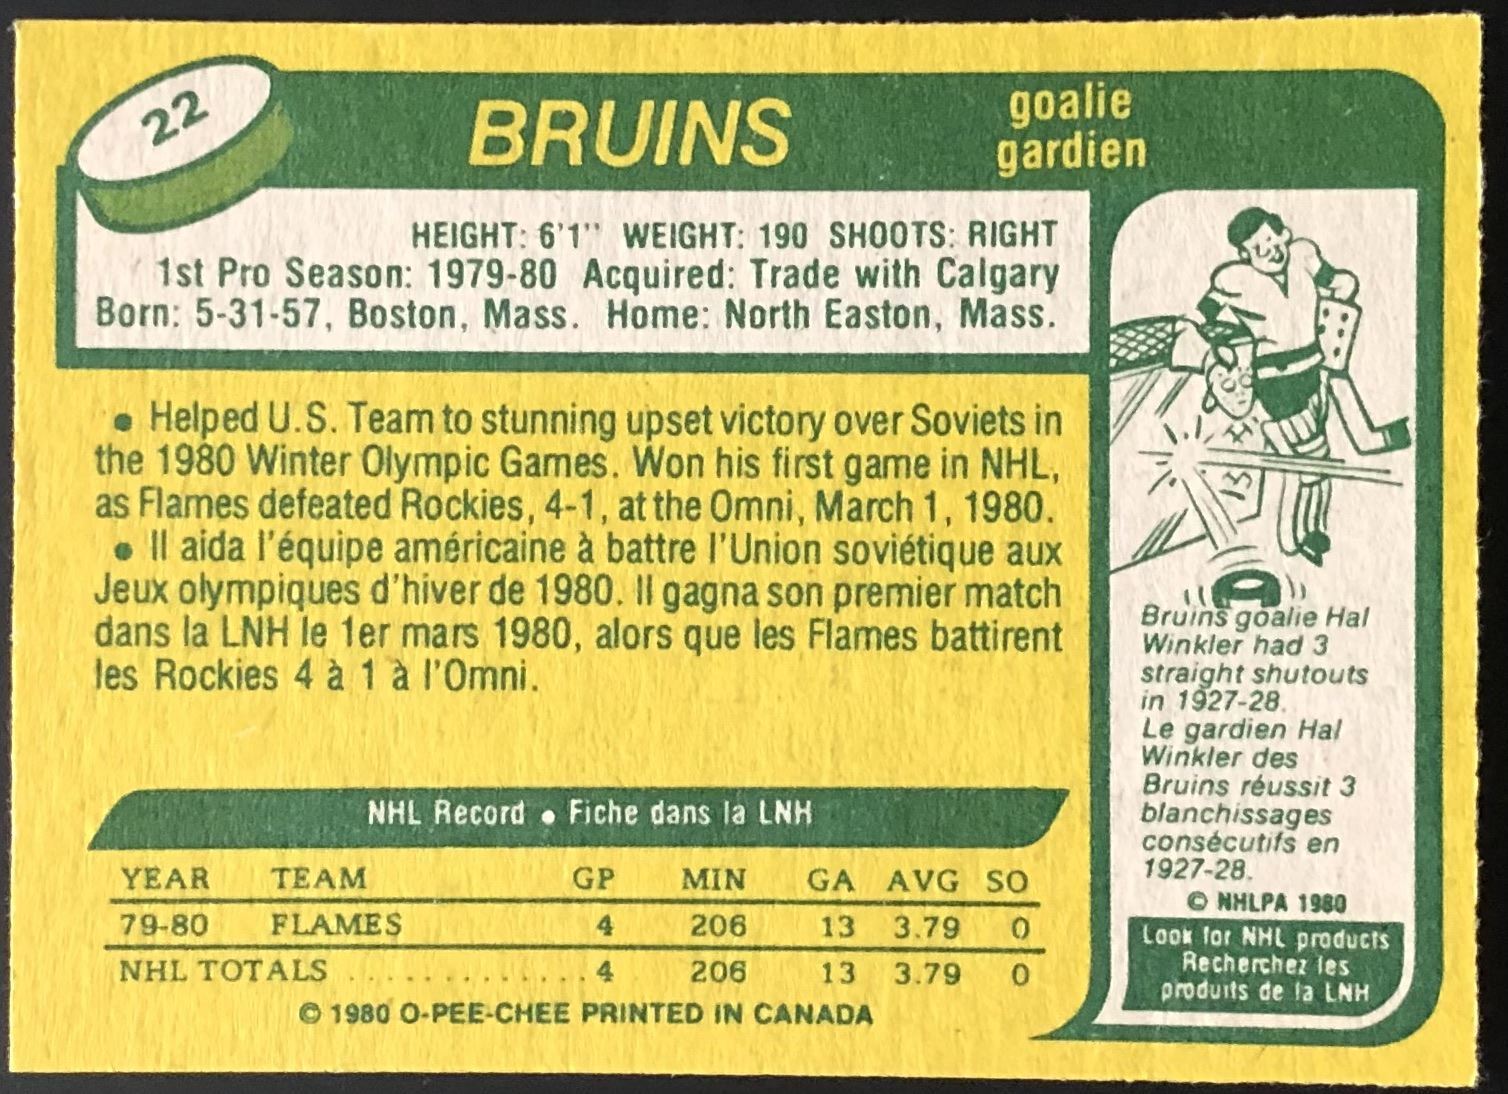 22
BRUINS
goalie
gardien
HEIGHT: 6'1" WEIGHT: 190 SHOOTS: RIGHT
1st Pro Season: 1979-80 Acquired: Trade with Calgary
Born: 5-31-57, Boston, Mass. Home: North Easton, Mass.
• Helped U.S. Team to stunning upset victory over Soviets in
the 1980 Winter Olympic Games. Won his first game in NHL,
as Flames defeated Rockies, 4-1, at the Omni, March 1, 1980.
• Il aida l'équipe américaine à battre l'Union soviétique aux
Jeux olympiques d'hiver de 1980. Il gagna son premier match
dans la LNH le 1er mars 1980, alors que les Flames battirent
les Rockies 4 à 1 à l'Omni.
NHL Record • Fiche dans la LNH
YEAR TEAM GP MIN GA AVG SO
79-80 FLAMES 4 206 13 3.79 0
NHL TOTALS .............. 4 206 13 3.79 0
© 1980 O-PEE-CHEE PRINTED IN CANADA
Bruins goalie Hal
Winkler had 3
straight shutouts
in 1927-28.
Le gardien Hal
Winkler des
Bruins réussit 3
blanchissages
consécutifs en
1927-28.
© NHLPA 1980
Look for NHL products
Recherchez les
produits de la LNH